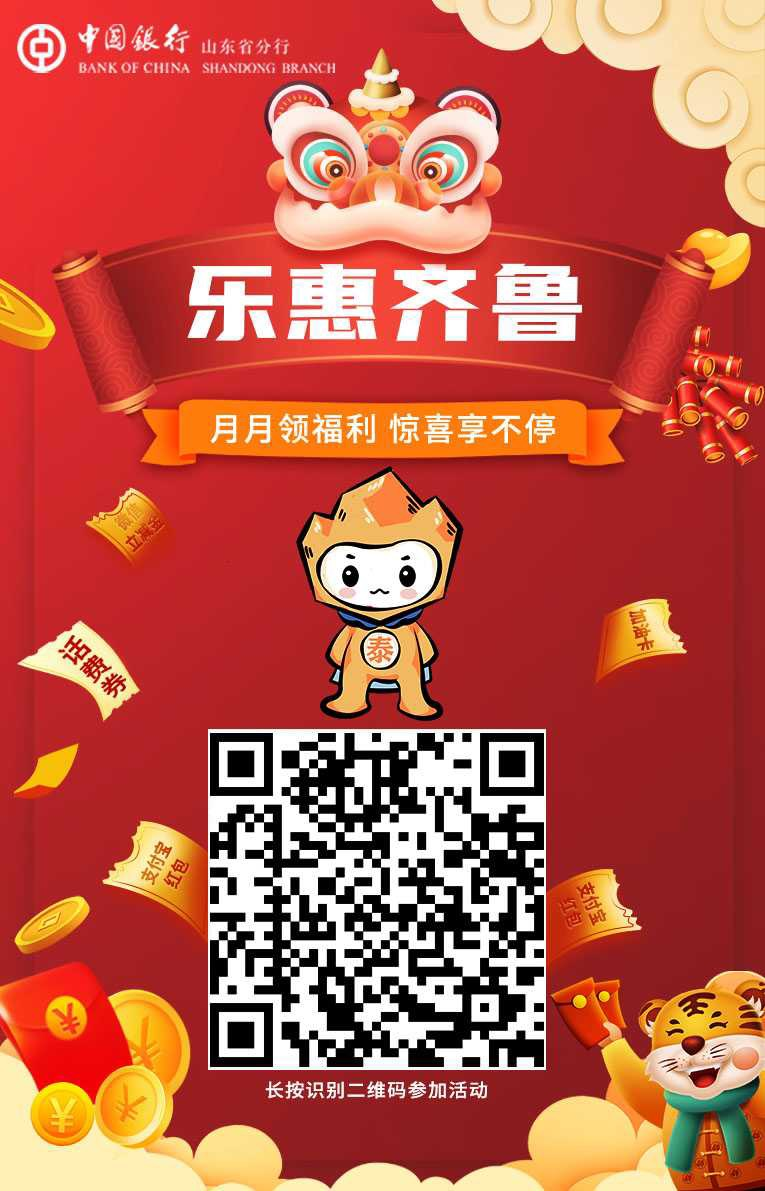 中国银行 山东省分行
BANK OF CHINA SHANDONG BRANCH
乐惠齐鲁
月月领福利 惊喜享不停
微信
立减金
话费券
加油卡
泰
支付宝
红包
支付宝
红包
长按识别二维码参加活动